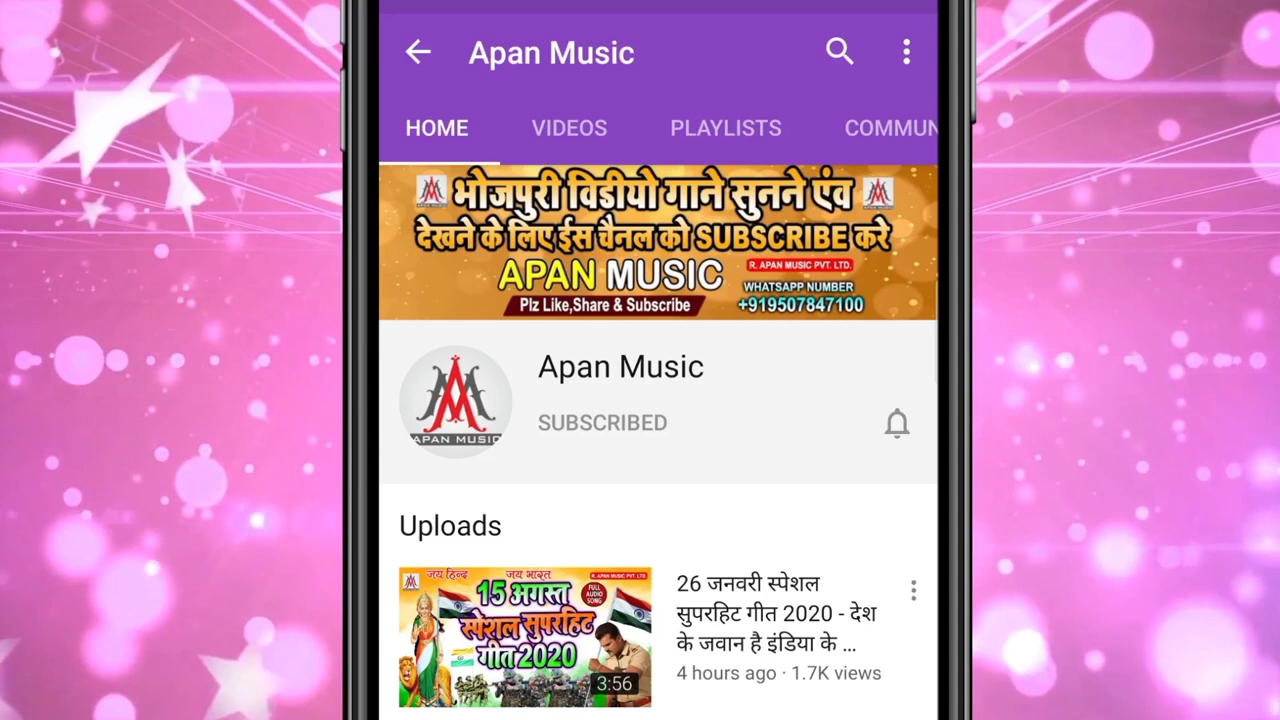 Apan Music
HOME VIDEOS PLAYLISTS COMMUN
भोजपुरी विडीयो गाने सुनने एंव
देखने के लिए ईस चैनल को SUBSCRIBE करे
APAN MUSIC
R. APAN MUSIC PVT. LTD.
WHATSAPP NUMBER
+919507847100
Plz Like,Share & Subscribe
Apan Music
SUBSCRIBED
APAN MUSIC
Uploads
जय हिन्द जय भारत
R. APAN MUSIC PVT. LTD
15 अगस्त
FULL
AUDIO
SONG
स्पेशल सुपरहिट
गीत 2020
3:56
26 जनवरी स्पेशल
सुपरहिट गीत 2020 - देश
के जवान है इंडिया के ...
4 hours ago · 1.7K views